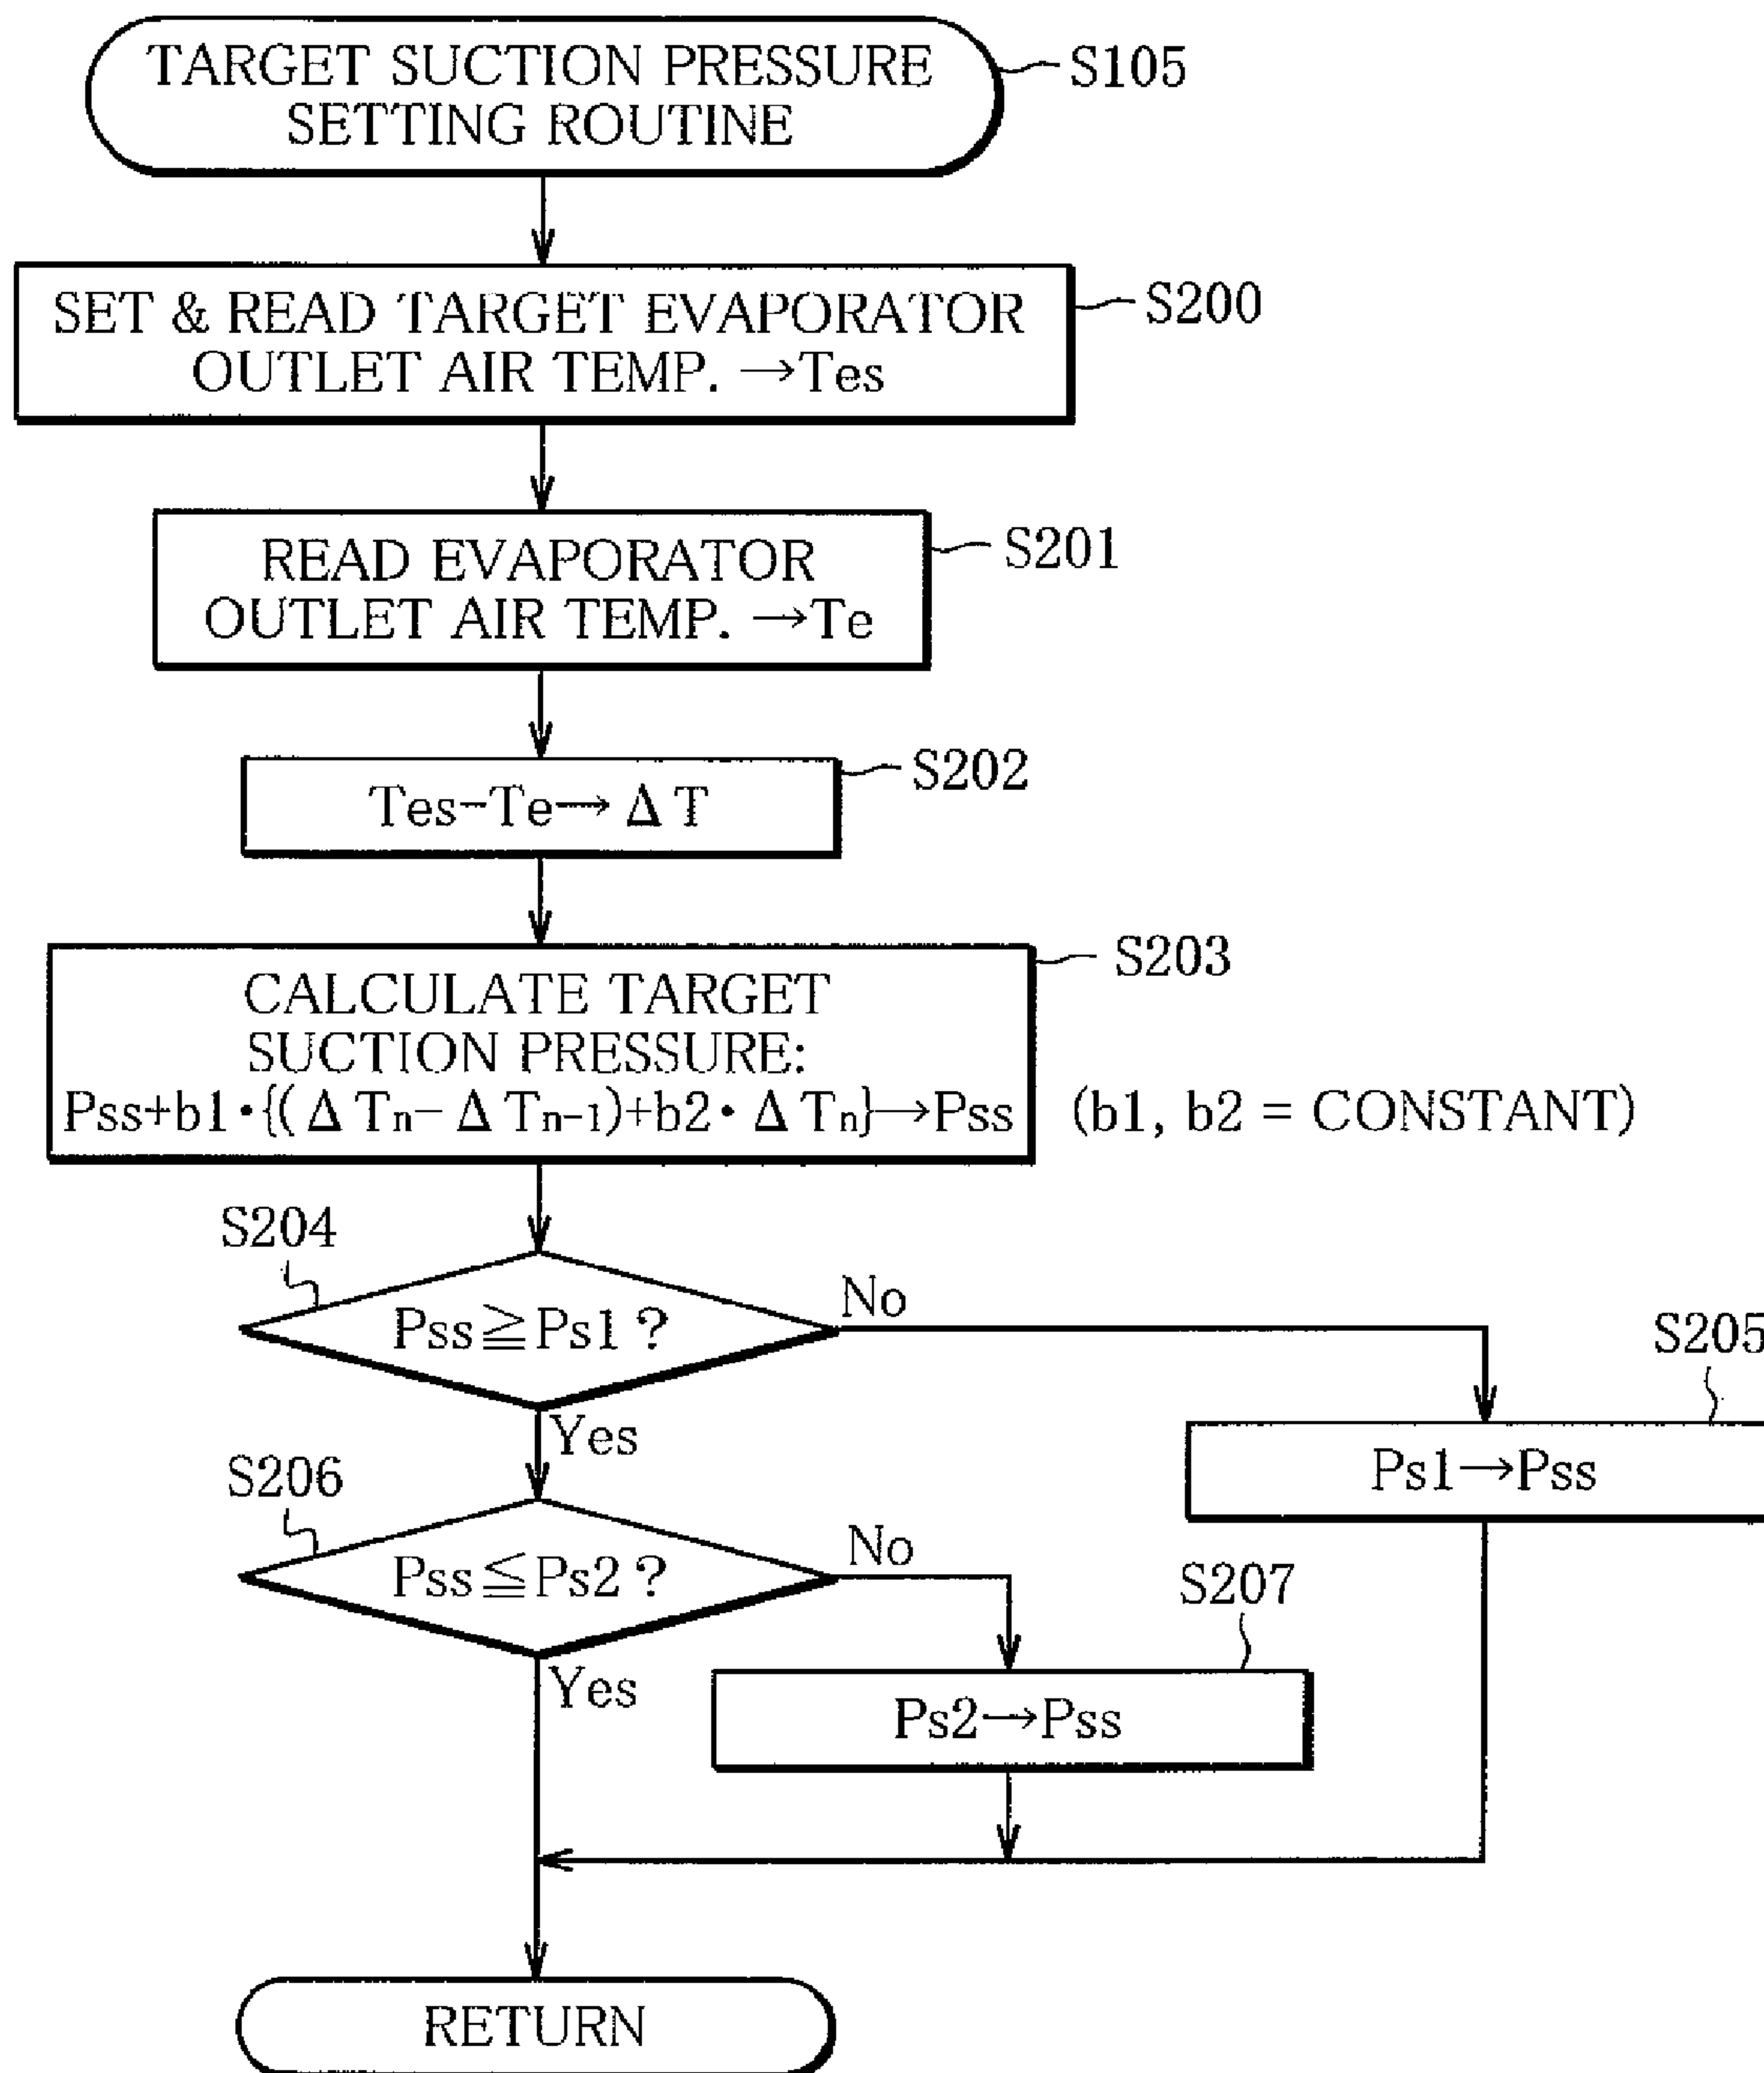 TARGET SUCTION PRESSURE
SETTING ROUTINE
S105
SET & READ TARGET EVAPORATOR
OUTLET AIR TEMP. →Tes
S200
READ EVAPORATOR
OUTLET AIR TEMP. →Te
S201
Tes-Te→ΔT
S202
CALCULATE TARGET
SUCTION PRESSURE:
Pss+b1·{(ΔTn-ΔTn-1)+b2·ΔTn}→Pss
S203
(b1, b2 = CONSTANT)
S204
Pss≧Ps1?
No
Yes
S205
Ps1→Pss
S206
Pss≦Ps2?
No
Yes
S207
Ps2→Pss
RETURN